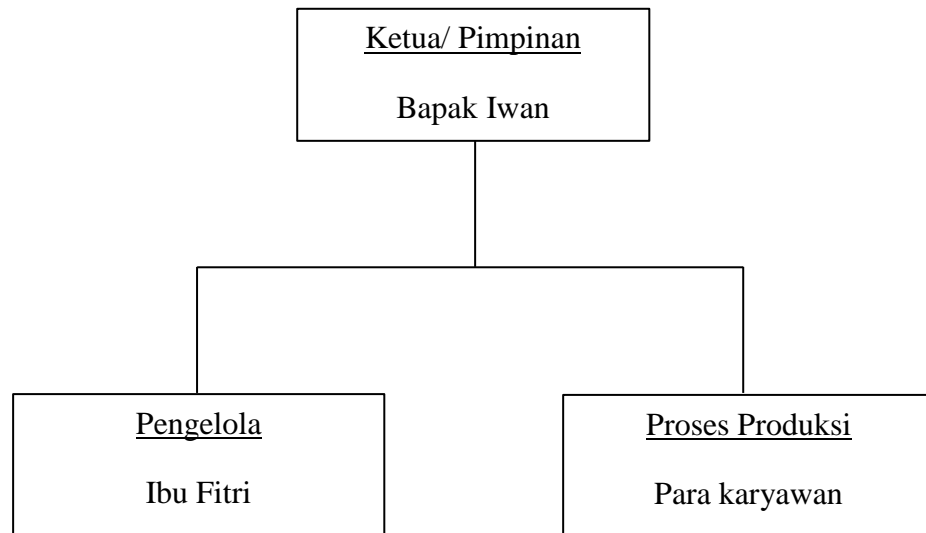 Ketua/ Pimpinan
Bapak Iwan
Pengelola
Ibu Fitri
Proses Produksi
Para karyawan